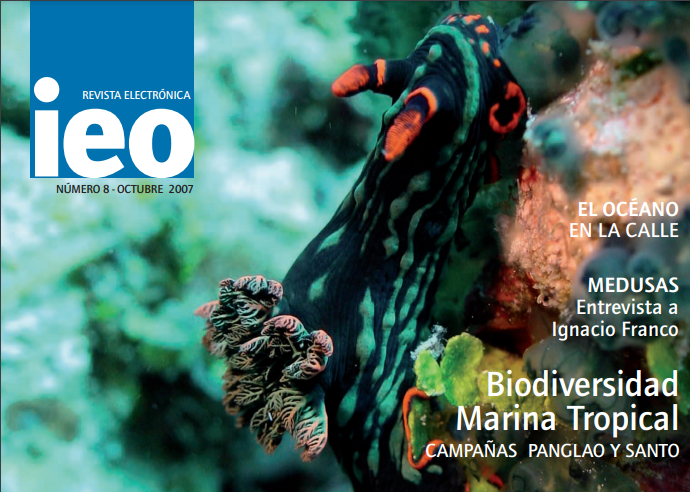 REVISTA ELECTRÓNICA
ieo
NÚMERO 8 - OCTUBRE 2007
EL OCÉANO
EN LA CALLE
MEDUSAS
Entrevista a
Ignacio Franco
Biodiversidad
Marina Tropical
CAMPAÑAS PANGLAO Y SANTO